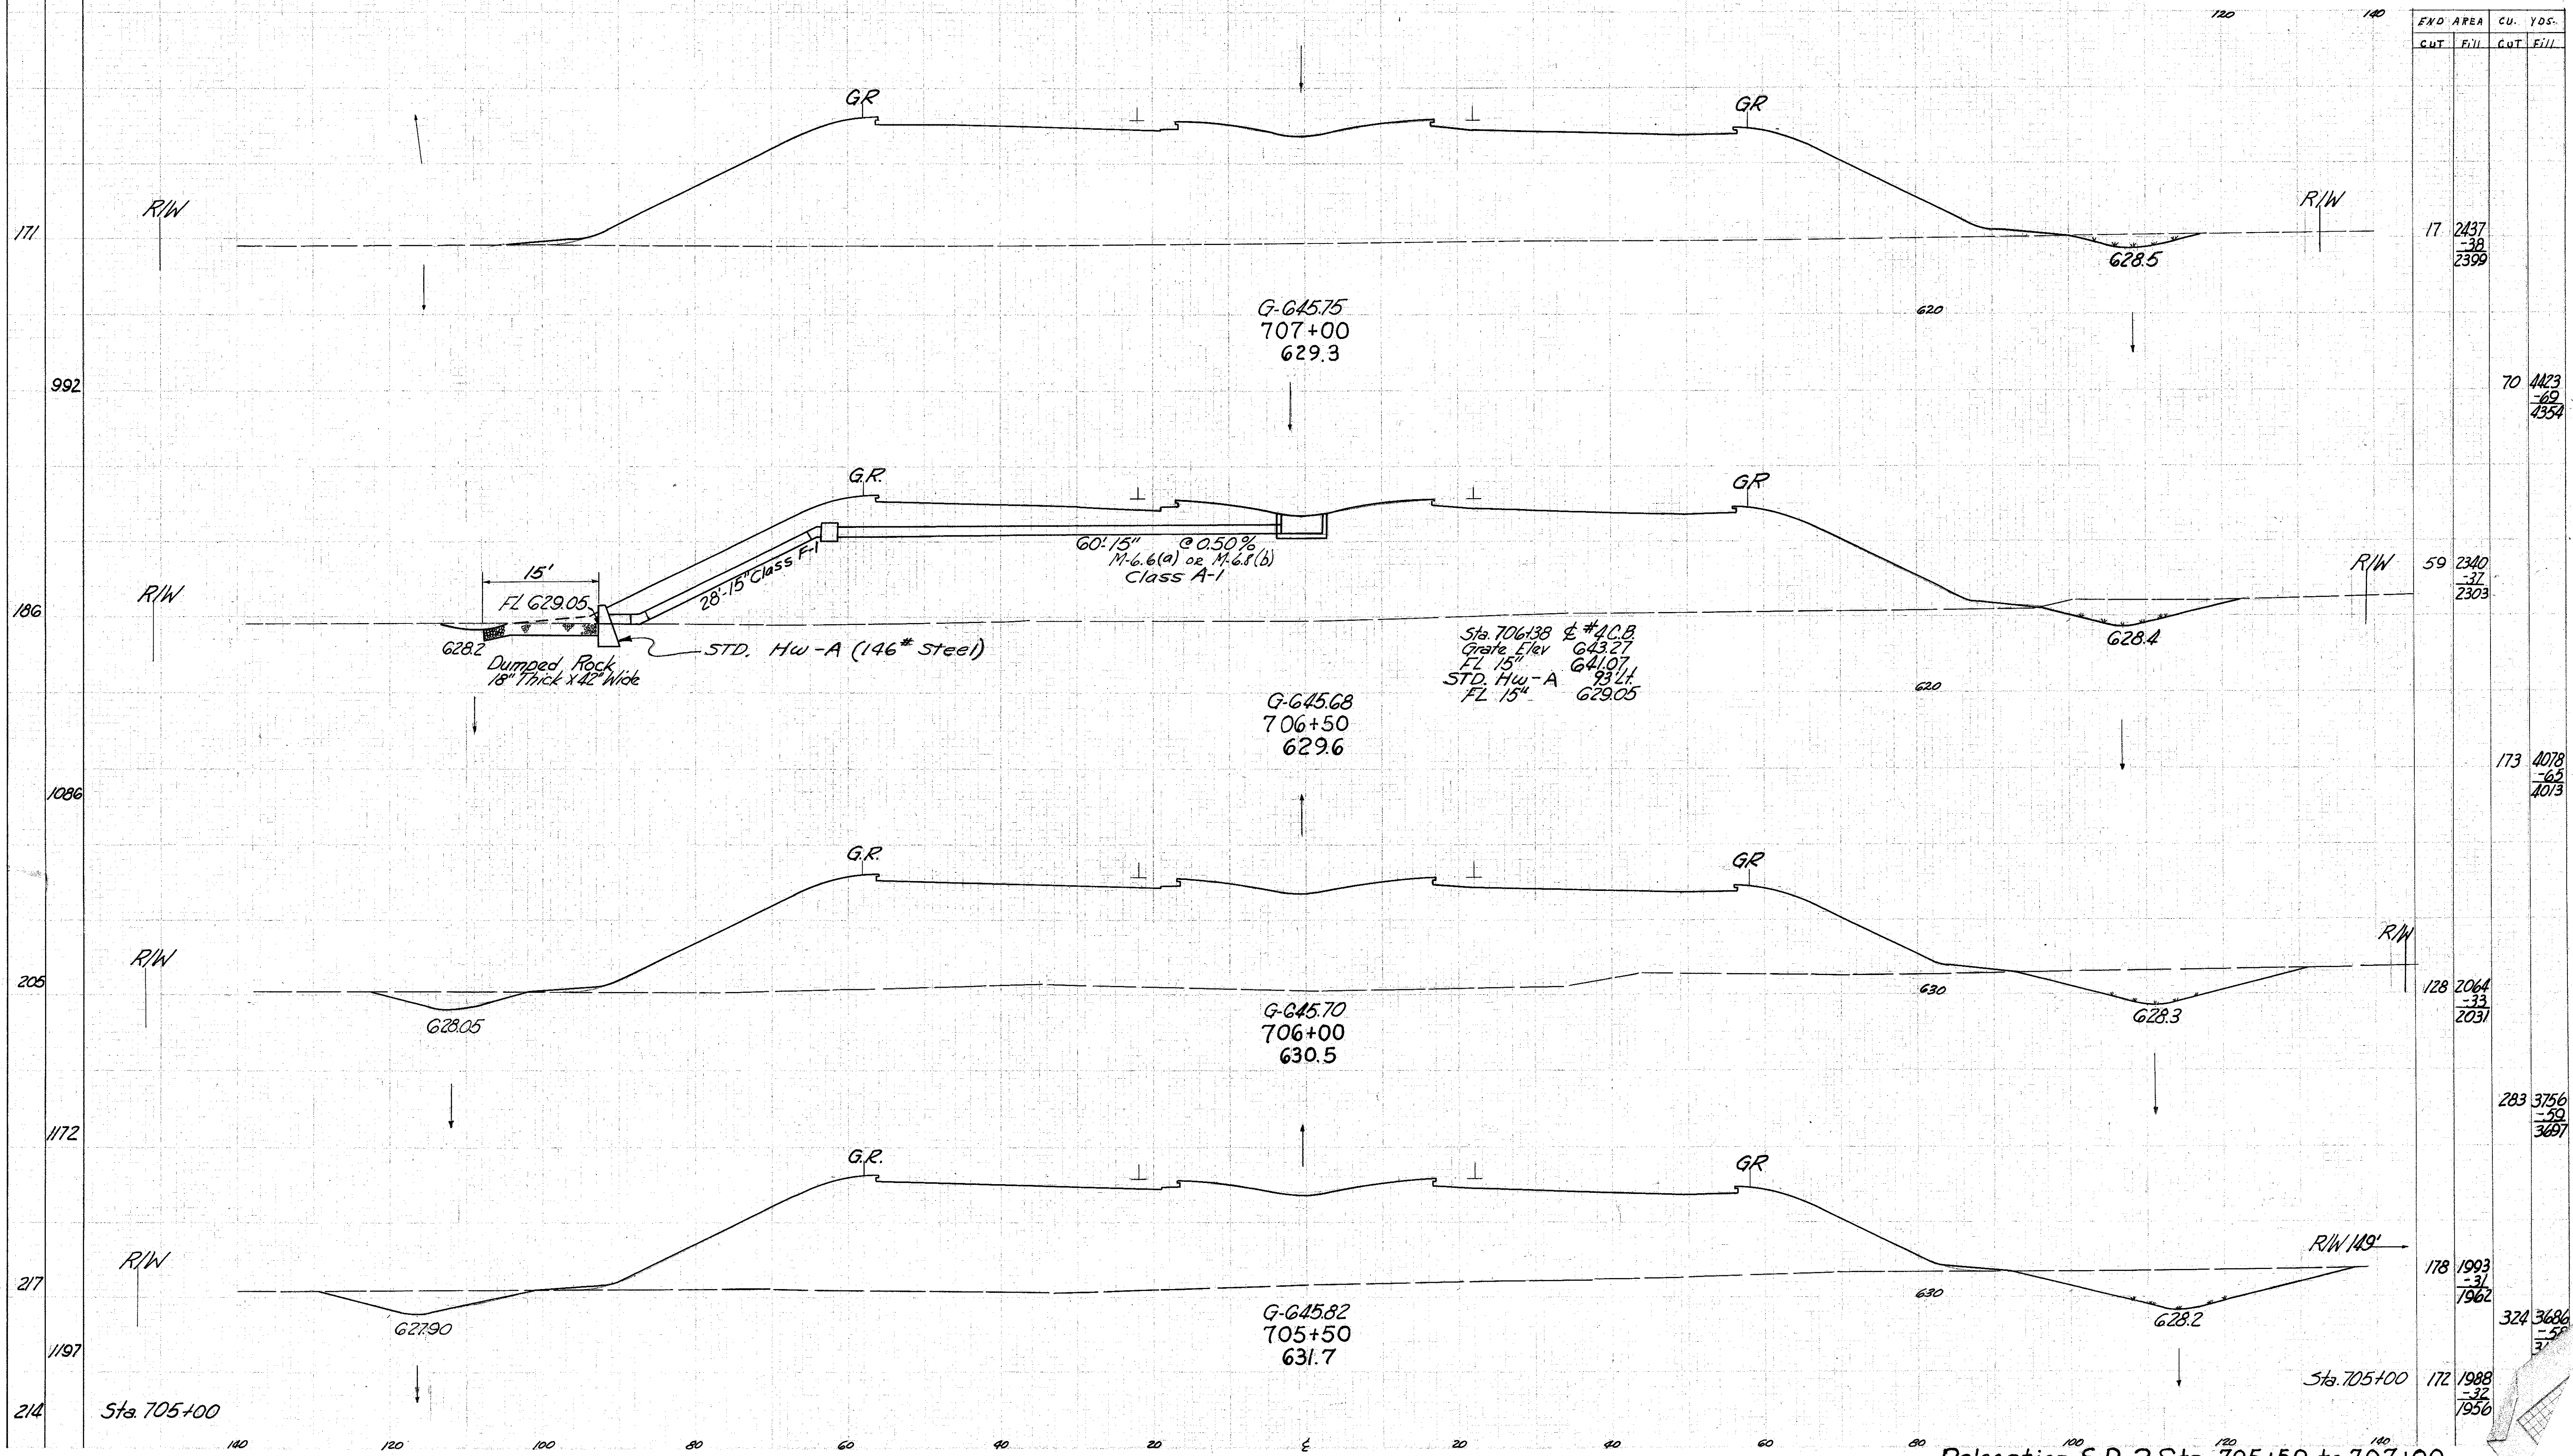 120 140
END AREA CU. YDS.
CUT Fill CUT Fill
GR GR
R/W R/W
171 17 2437
-38
2399
628.5
G-645.75 620
707+00
629.3
992 70 4423
-69
4354
G.R. GR
60'-15" @ 0.50%
M-6.6(a) or M-6.8(b)
Class A-1
28'-15" Class F-1
15'
R/W R/W 59 2340
-37
2303
FL 629.05
186
628.2 628.4
STD. Hw-A (146# Steel)
Dumped Rock
18" Thick X 42" Wide
Sta. 706+38 ℄ #4 C.B.
Grate Elev 643.27
FL 15" 641.07
STD. Hw-A 93' Lt.
FL 15" 629.05
620
G-645.68
706+50
629.6
173 4078
-65
4013
1086
G.R. GR
R/W R/W
205 630 128 2064
-33
2031
628.05 628.3
G-645.70
706+00
630.5
283 3756
-59
3697
1172
G.R. GR
R/W R/W 149'
217 178 1993
-31
1962
630
627.90 628.2
G-645.82
705+50
631.7
324 3686
1197
Sta. 705+00 172 1988
-32
1956
214 Sta. 705+00
140 120 100 80 60 40 20 ℄ 20 40 60 80 100 120 140